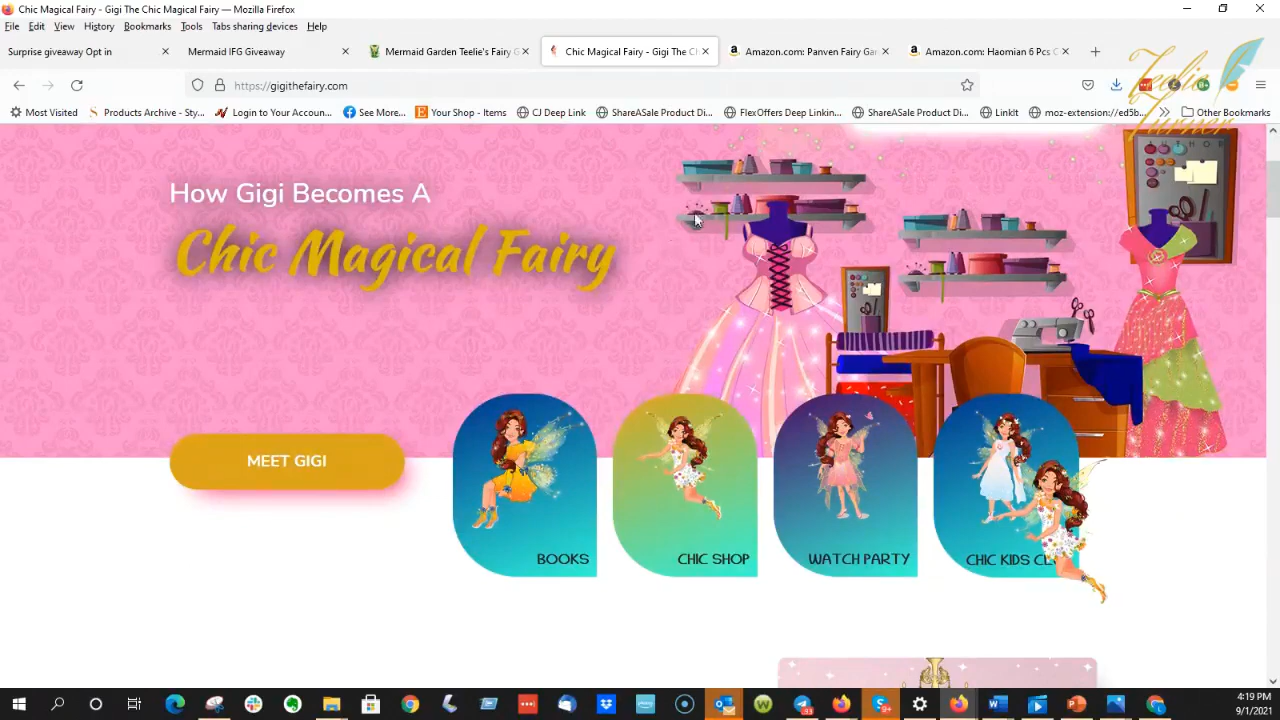 Chic Magical Fairy - Gigi The Chic Magical Fairy — Mozilla Firefox
File Edit View History Bookmarks Tools Tabs sharing devices Help
Surprise giveaway Opt in
Mermaid IFG Giveaway
Mermaid Garden Teelie's Fairy G
Chic Magical Fairy - Gigi The Ch
Amazon.com: Panven Fairy Gar
Amazon.com: Haomian 6 Pcs C
https://gigithefairy.com
Most Visited
Products Archive - Sty...
Login to Your Accoun...
See More...
Your Shop - Items
CJ Deep Link
ShareASale Product Di...
FlexOffers Deep Linkin...
ShareASale Product Di...
LinkIt
moz-extension://ed5b...
Other Bookmarks
Teelie
Turner
AUTHOR
How Gigi Becomes A
Chic Magical Fairy
MEET GIGI
BOOKS
CHIC SHOP
WATCH PARTY
CHIC KIDS CL
4:19 PM
9/1/2021